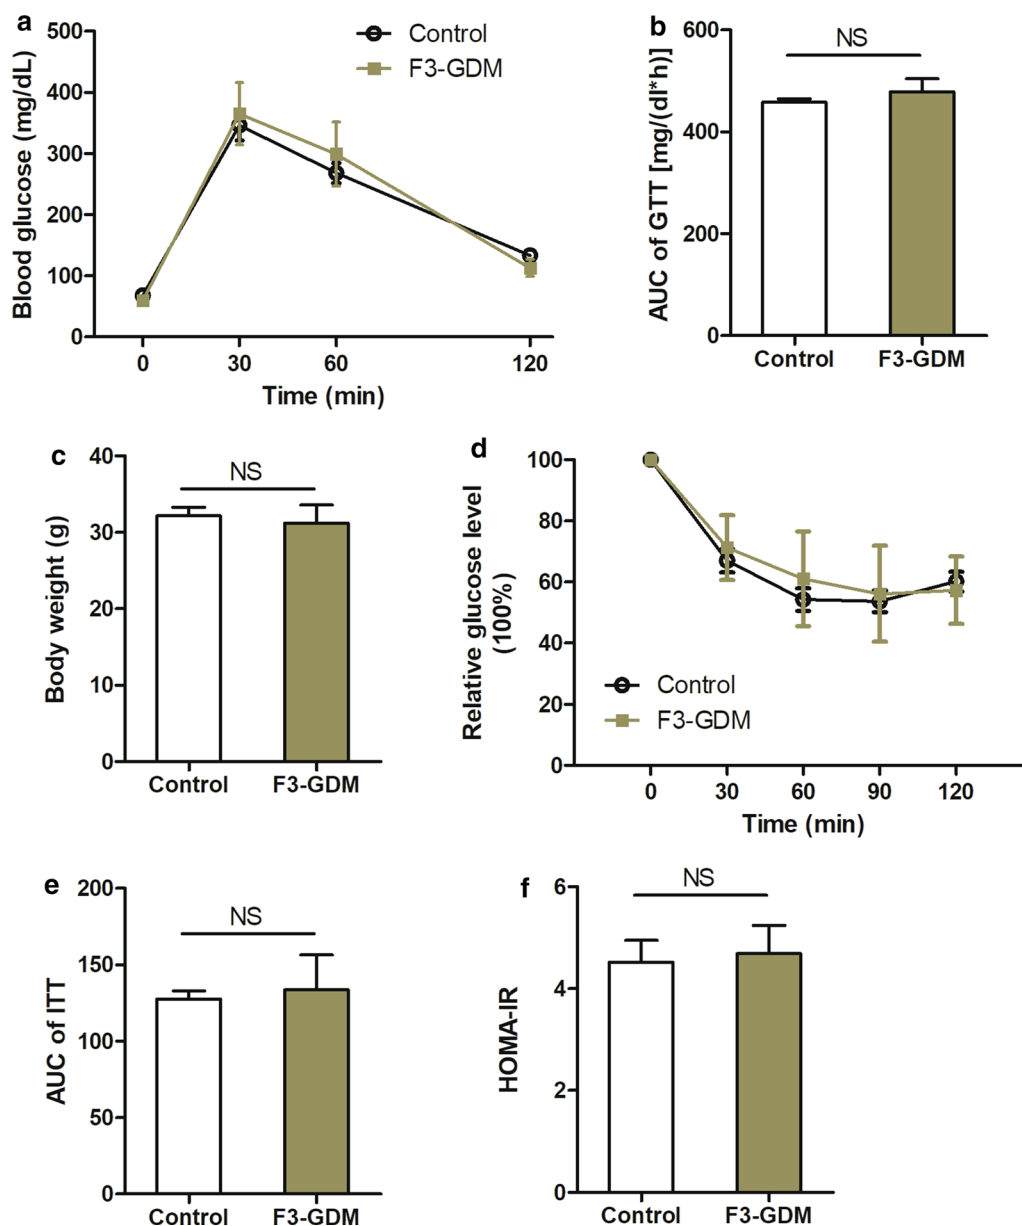 a
500
400
300
200
100
0
Blood glucose (mg/dL)
Control
F3-GDM
0 30 60 120
Time (min)
b
600
400
200
0
AUC of GTT [mg/(dl*h)]
NS
Control F3-GDM
c
40
30
20
10
0
Body weight (g)
NS
Control F3-GDM
d
100
80
60
40
20
0
Relative glucose level
(100%)
Control
F3-GDM
0 30 60 90 120
Time (min)
e
200
150
100
50
0
AUC of ITT
NS
Control F3-GDM
f
6
4
2
0
HOMA-IR
NS
Control F3-GDM